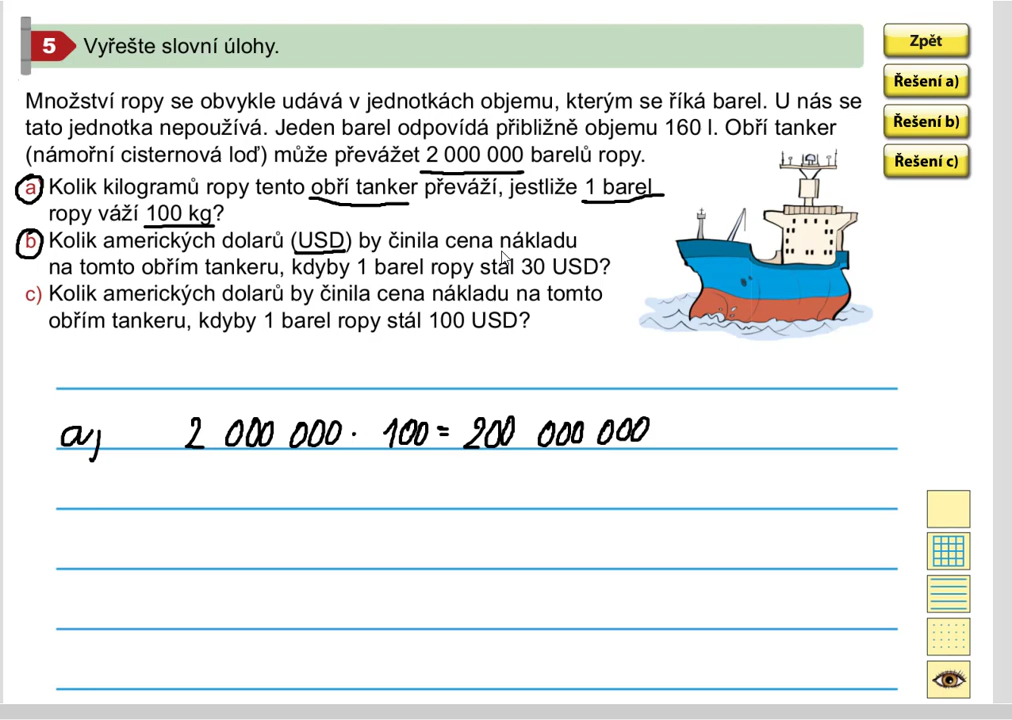 5 Vyřešte slovní úlohy.
Zpět
Řešení a)
Řešení b)
Řešení c)
Množství ropy se obvykle udává v jednotkách objemu, kterým se říká barel. U nás se
tato jednotka nepoužívá. Jeden barel odpovídá přibližně objemu 160 l. Obří tanker
(námořní cisternová loď) může převážet 2 000 000 barelů ropy.
a) Kolik kilogramů ropy tento obří tanker převáží, jestliže 1 barel
ropy váží 100 kg?
b) Kolik amerických dolarů (USD) by činila cena nákladu
na tomto obřím tankeru, kdyby 1 barel ropy stál 30 USD?
c) Kolik amerických dolarů by činila cena nákladu na tomto
obřím tankeru, kdyby 1 barel ropy stál 100 USD?
a) 2 000 000 · 100 = 200 000 000